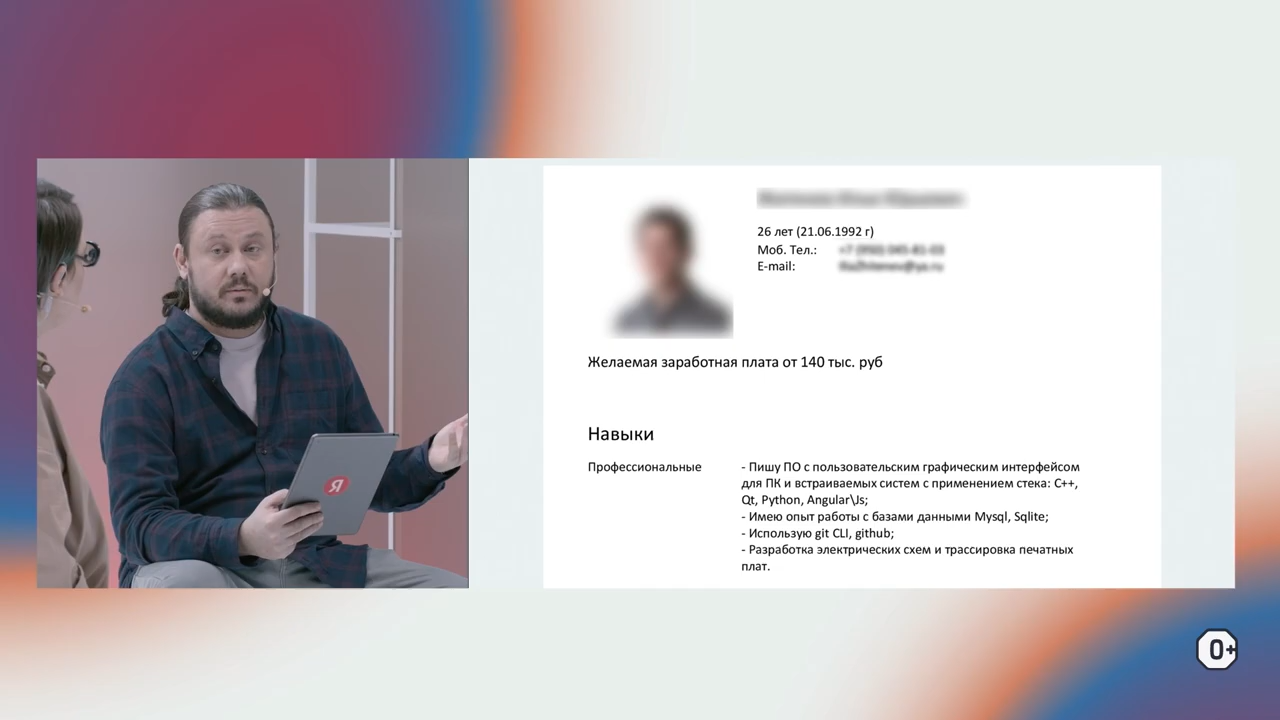 26 лет (21.06.1992 г)
Моб. Тел.:
E-mail:
Желаемая заработная плата от 140 тыс. руб
Навыки
Профессиональные
- Пишу ПО с пользовательским графическим интерфейсом
для ПК и встраиваемых систем с применением стека: C++,
Qt, Python, Angular\Js;
- Имею опыт работы с базами данными Mysql, Sqlite;
- Использую git CLI, github;
- Разработка электрических схем и трассировка печатных
плат.
Я
0+